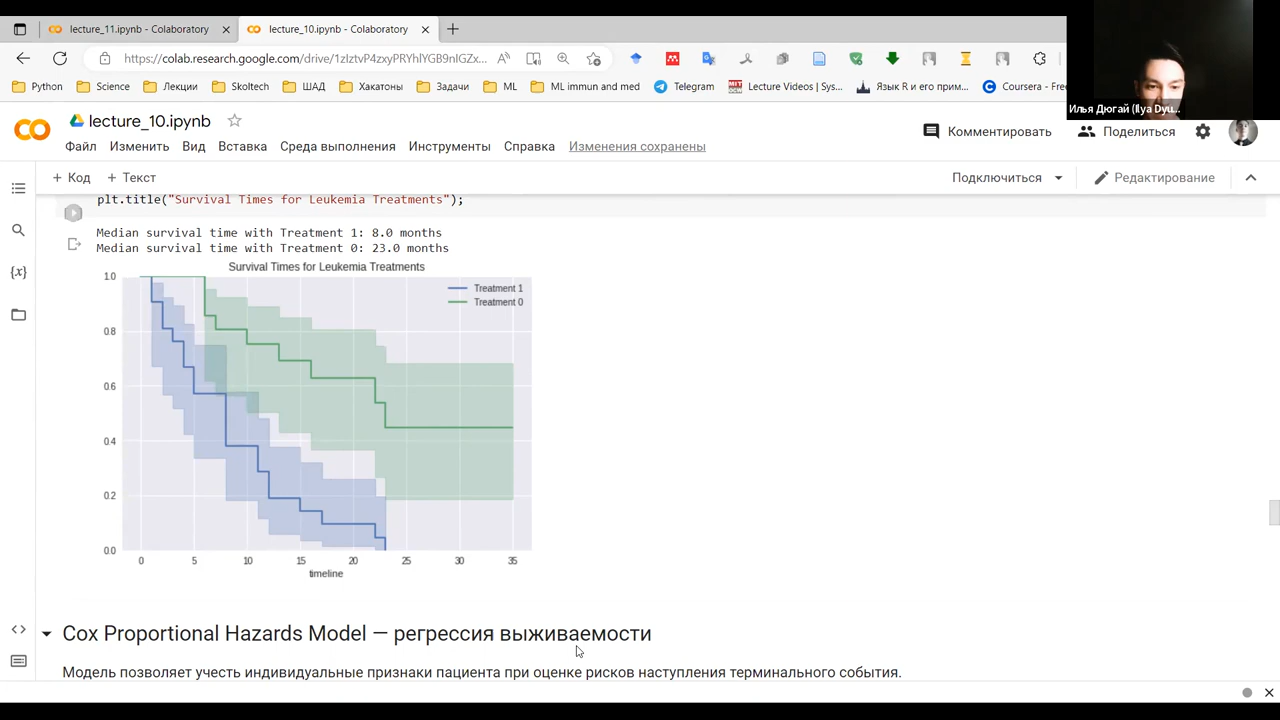 lecture_11.ipynb - Colaboratory
lecture_10.ipynb - Colaboratory
https://colab.research.google.com/drive/1zIztvP4zxyPRYhlYGB9nIGZx...
Python
Science
Лекции
Skoltech
ШАД
Хакатоны
Задачи
ML
ML immun and med
Telegram
Lecture Videos | Sys...
Язык R и его прим...
Coursera - Free
Илья Дюгай (Ilya Dyu...
lecture_10.ipynb
Комментировать
Поделиться
Файл Изменить Вид Вставка Среда выполнения Инструменты Справка Изменения сохранены
+ Код + Текст
Подключиться
Редактирование
plt.title("Survival Times for Leukemia Treatments");
Median survival time with Treatment 1: 8.0 months
Median survival time with Treatment 0: 23.0 months
Survival Times for Leukemia Treatments
Treatment 1
Treatment 0
1.0
0.8
0.6
0.4
0.2
0.0
0 5 10 15 20 25 30 35
timeline
Cox Proportional Hazards Model — регрессия выживаемости
Модель позволяет учесть индивидуальные признаки пациента при оценке рисков наступления терминального события.